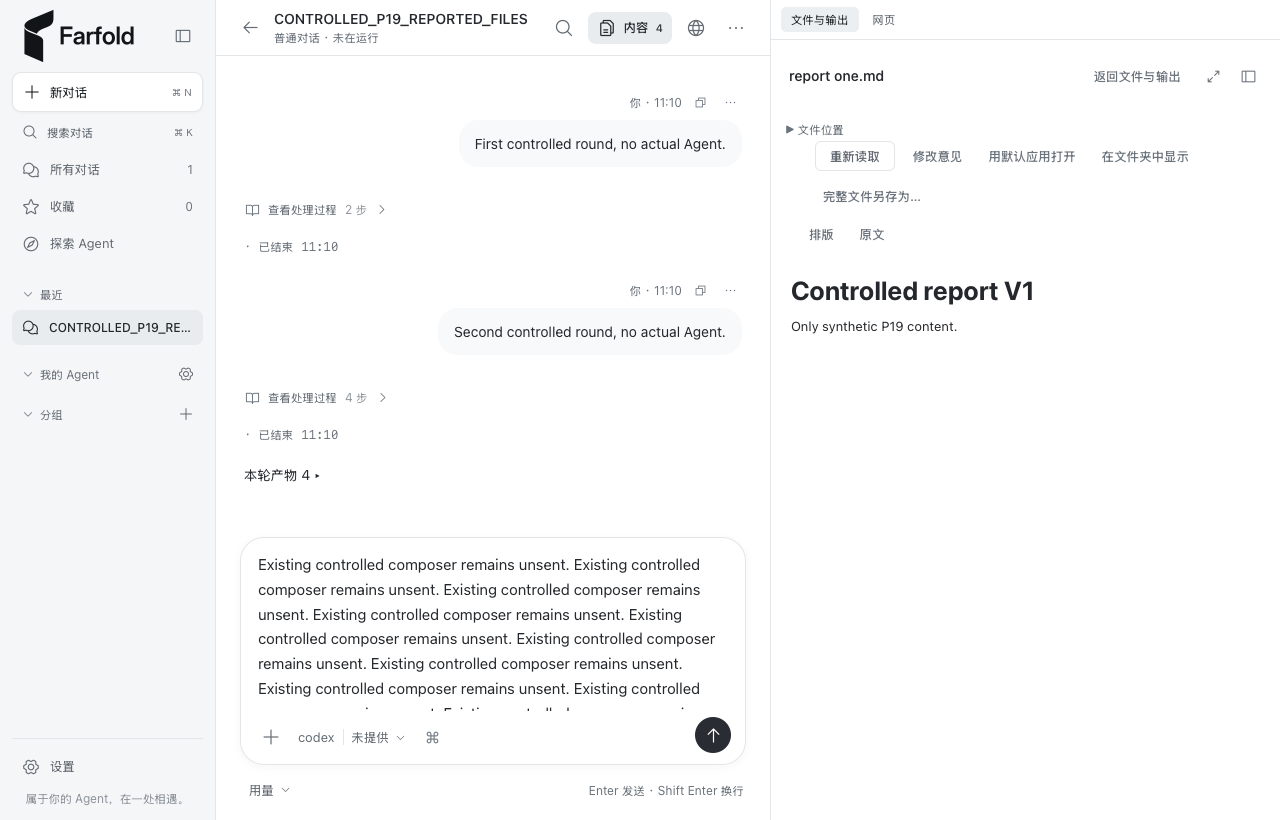 Farfold
新对话 ⌘ N
搜索对话 ⌘ K
所有对话 1
收藏 0
探索 Agent
最近
CONTROLLED_P19_RE...
我的 Agent
分组
设置
属于你的 Agent，在一处相遇。
CONTROLLED_P19_REPORTED_FILES
普通对话 · 未在运行
内容 4
你 · 11:10
First controlled round, no actual Agent.
查看处理过程 2 步
· 已结束 11:10
你 · 11:10
Second controlled round, no actual Agent.
查看处理过程 4 步
· 已结束 11:10
本轮产物 4 ▸
Existing controlled composer remains unsent. Existing controlled
composer remains unsent. Existing controlled composer remains
unsent. Existing controlled composer remains unsent. Existing
controlled composer remains unsent. Existing controlled composer
remains unsent. Existing controlled composer remains unsent.
Existing controlled composer remains unsent. Existing controlled
codex 未提供 ⌘
用量
Enter 发送 · Shift Enter 换行
文件与输出 网页
report one.md 返回文件与输出
▶ 文件位置
重新读取 修改意见 用默认应用打开 在文件夹中显示
完整文件另存为...
排版 原文
Controlled report V1
Only synthetic P19 content.